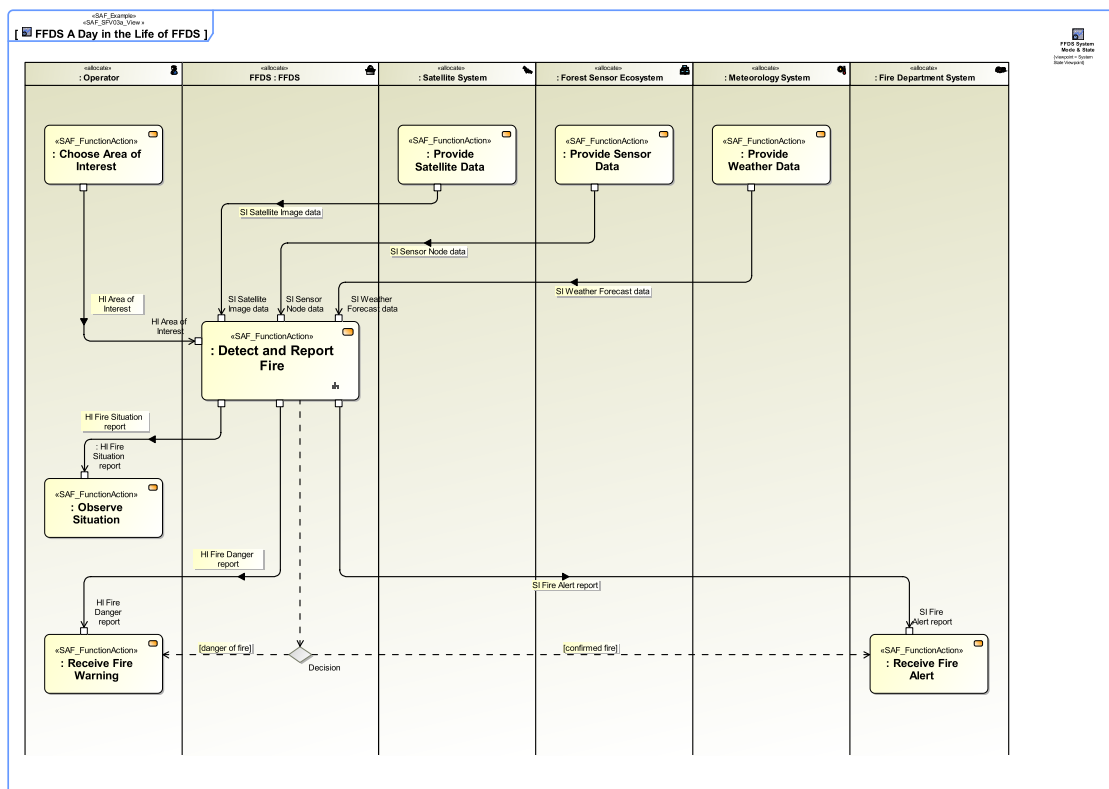 «SAF_Example»
«SAF_SFV03a_View »
[ FFDS A Day in the Life of FFDS ]
FFDS System
Mode & State
{viewpoint = System
State Viewpoint}
«allocate»
: Operator
«allocate»
FFDS : FFDS
«allocate»
: Satellite System
«allocate»
: Forest Sensor Ecosystem
«allocate»
: Meteorology System
«allocate»
: Fire Department System
«SAF_FunctionAction»
: Choose Area of
Interest
«SAF_FunctionAction»
: Provide
Satellite Data
«SAF_FunctionAction»
: Provide Sensor
Data
«SAF_FunctionAction»
: Provide
Weather Data
SI Satellite Image data
SI Sensor Node data
SI Weather Forecast data
HI Area of
Interest
SI Satellite
Image data
SI Sensor
Node data
SI Weather
Forecast data
HI Area of
Interest
«SAF_FunctionAction»
: Detect and Report
Fire
HI Fire Situation
report
: HI Fire
Situation
report
«SAF_FunctionAction»
: Observe
Situation
HI Fire Danger
report
SI Fire Alert report
HI Fire
Danger
report
SI Fire
Alert report
«SAF_FunctionAction»
: Receive Fire
Warning
[danger of fire]
Decision
[confirmed fire]
«SAF_FunctionAction»
: Receive Fire
Alert